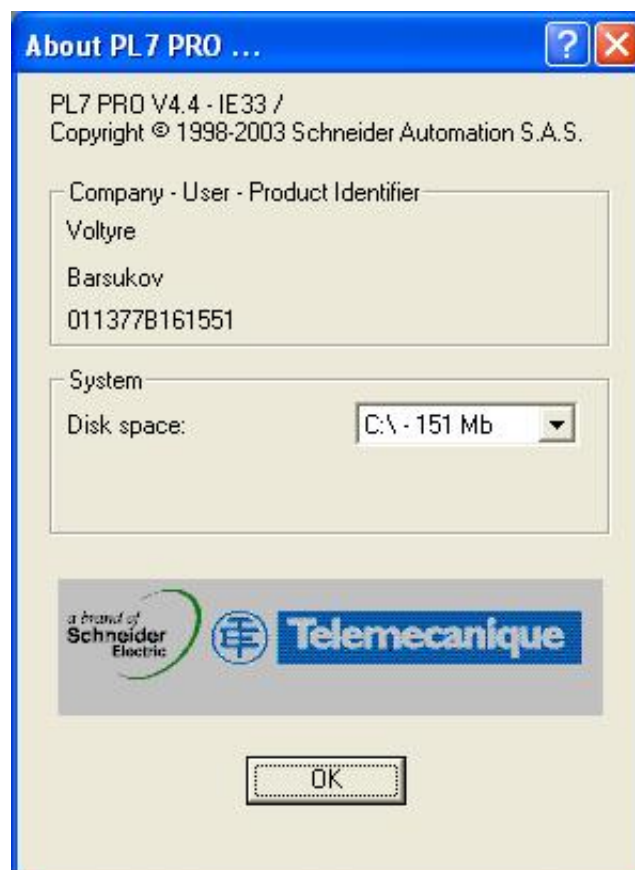 About PL7 PRO ...
PL7 PRO V4.4 - IE33 /
Copyright © 1998-2003 Schneider Automation S.A.S.
Company - User - Product Identifier
Voltyre
Barsukov
011377B161551
System
Disk space:
C:\ - 151 Mb
a brand of
Schneider
Electric
Telemecanique
OK